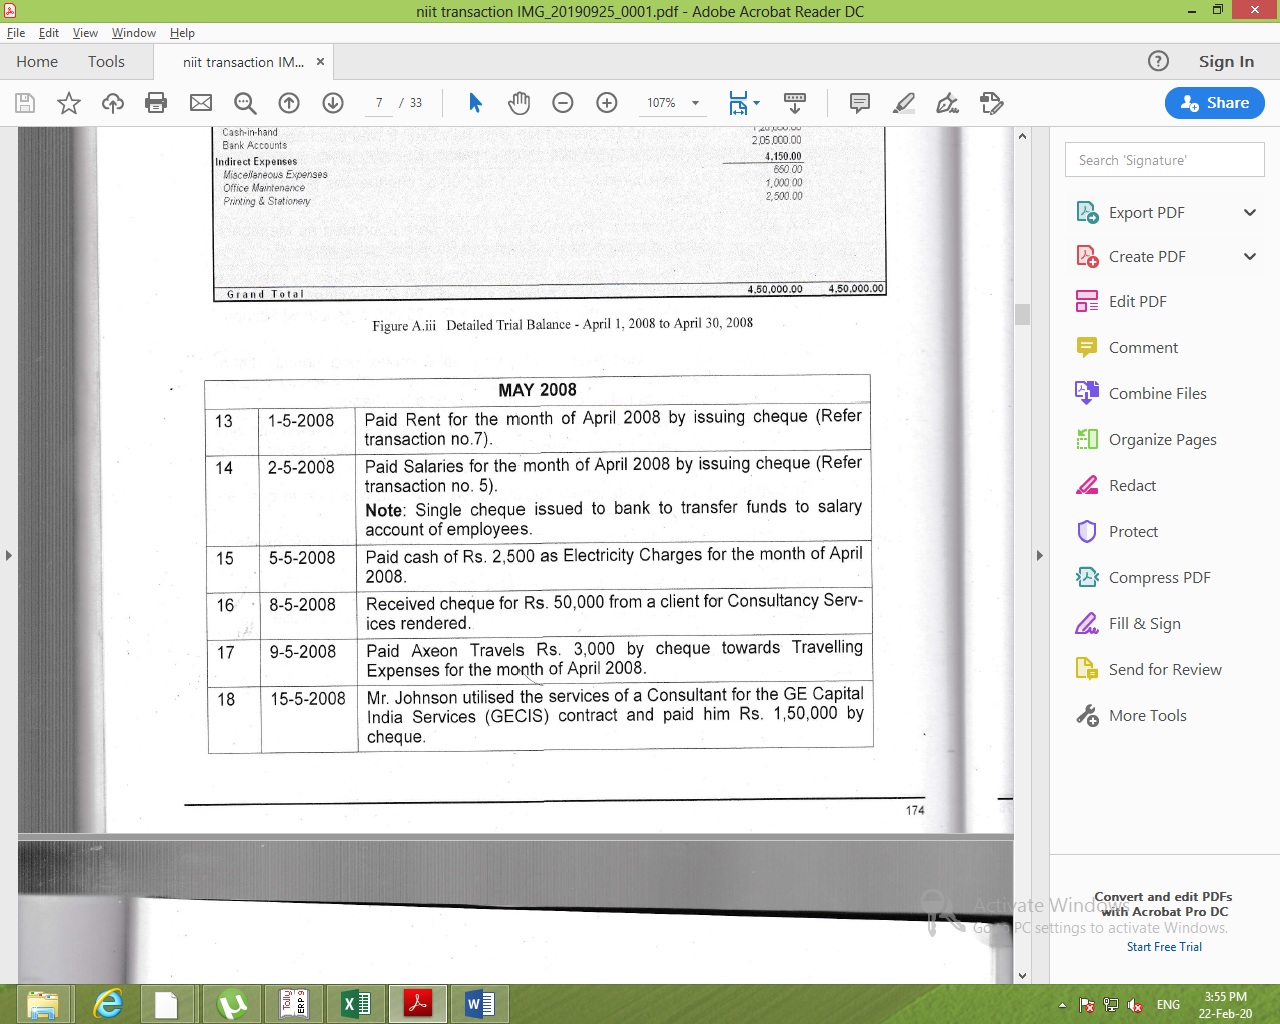 niit transaction IMG_20190925_0001.pdf - Adobe Acrobat Reader DC
File Edit View Window Help
Home Tools niit transaction IM... × ? Sign In
7 / 33 107% Share
Cash-in-hand
Bank Accounts 2,05,000.00
Indirect Expenses 4,150.00
Miscellaneous Expenses 650.00
Office Maintenance 1,000.00
Printing & Stationery 2,500.00
Grand Total 4,50,000.00 4,50,000.00
Figure A.iii Detailed Trial Balance - April 1, 2008 to April 30, 2008
MAY 2008
13 1-5-2008 Paid Rent for the month of April 2008 by issuing cheque (Refer
transaction no.7).
14 2-5-2008 Paid Salaries for the month of April 2008 by issuing cheque (Refer
transaction no. 5).
Note: Single cheque issued to bank to transfer funds to salary
account of employees.
15 5-5-2008 Paid cash of Rs. 2,500 as Electricity Charges for the month of April
2008.
16 8-5-2008 Received cheque for Rs. 50,000 from a client for Consultancy Serv-
ices rendered.
17 9-5-2008 Paid Axeon Travels Rs. 3,000 by cheque towards Travelling
Expenses for the month of April 2008.
18 15-5-2008 Mr. Johnson utilised the services of a Consultant for the GE Capital
India Services (GECIS) contract and paid him Rs. 1,50,000 by
cheque.
174
Search 'Signature'
Export PDF
Create PDF
Edit PDF
Comment
Combine Files
Organize Pages
Redact
Protect
Compress PDF
Fill & Sign
Send for Review
More Tools
Convert and edit PDFs
with Acrobat Pro DC
Start Free Trial
Activate Windows
Go to PC settings to activate Windows.
Tally
ERP 9
ENG
3:55 PM
22-Feb-20